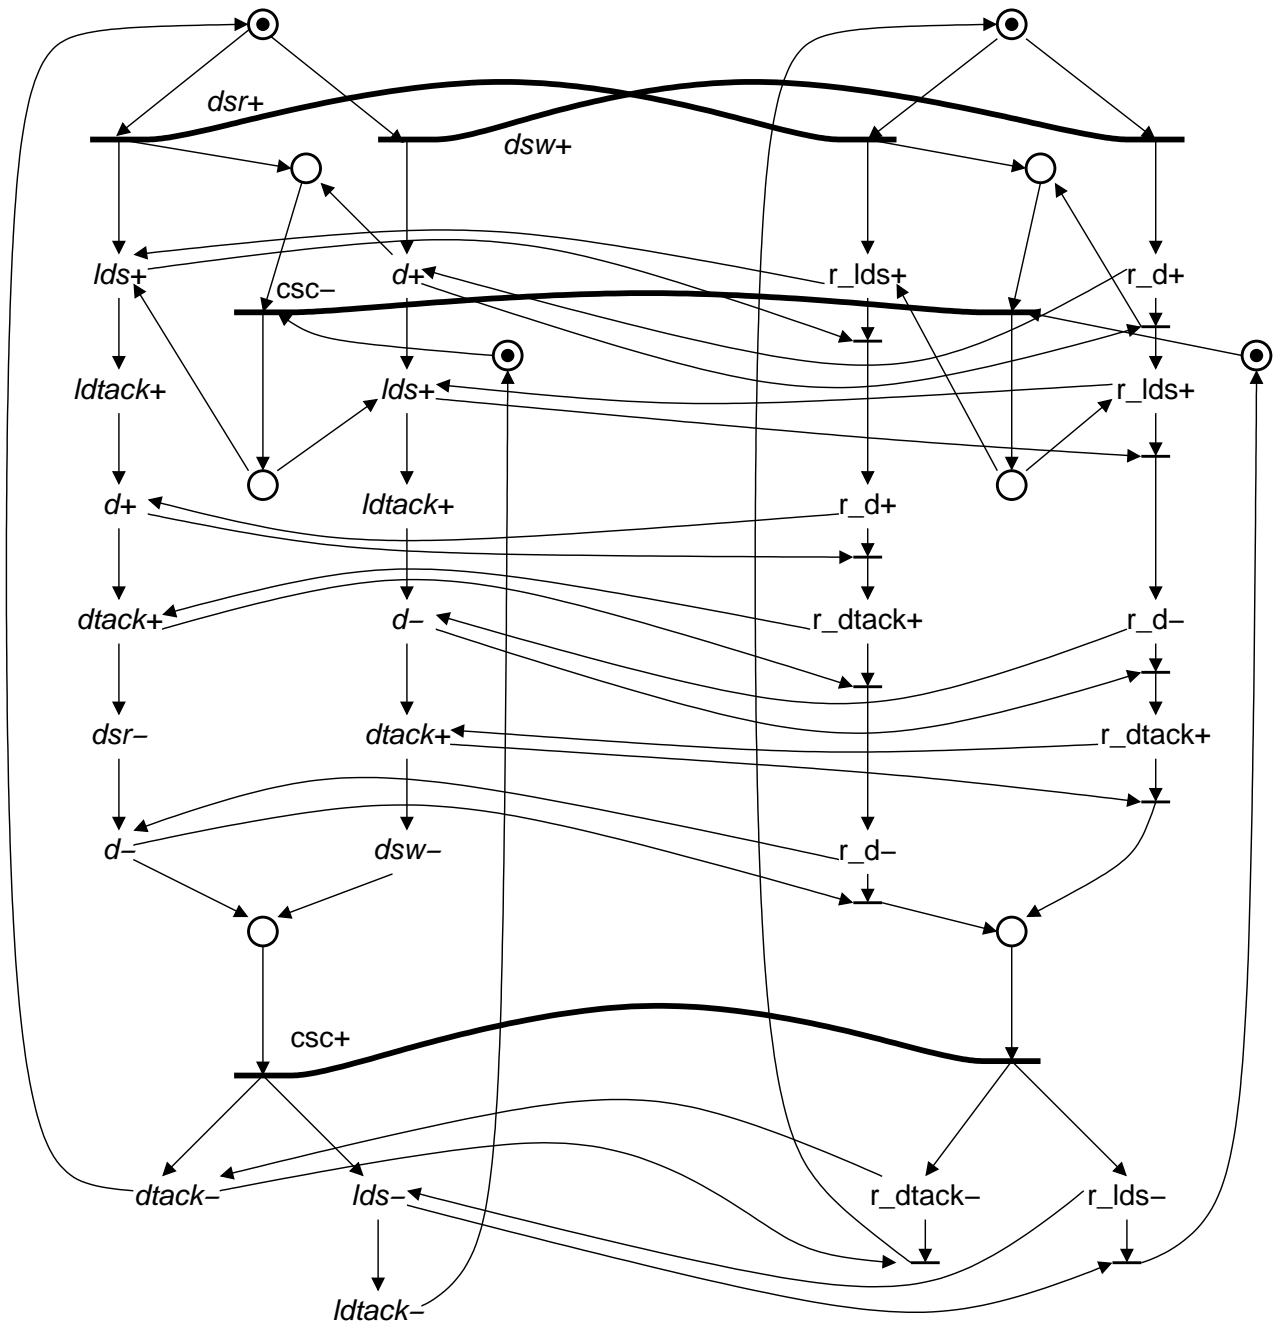 dsr+
dsw+
lds+
d+
r_lds+
r_d+
csc−
ldtack+
lds+
r_lds+
d+
ldtack+
r_d+
dtack+
d−
r_dtack+
r_d−
dsr−
dtack+
r_dtack+
d−
dsw−
r_d−
csc+
dtack−
lds−
r_dtack−
r_lds−
ldtack−